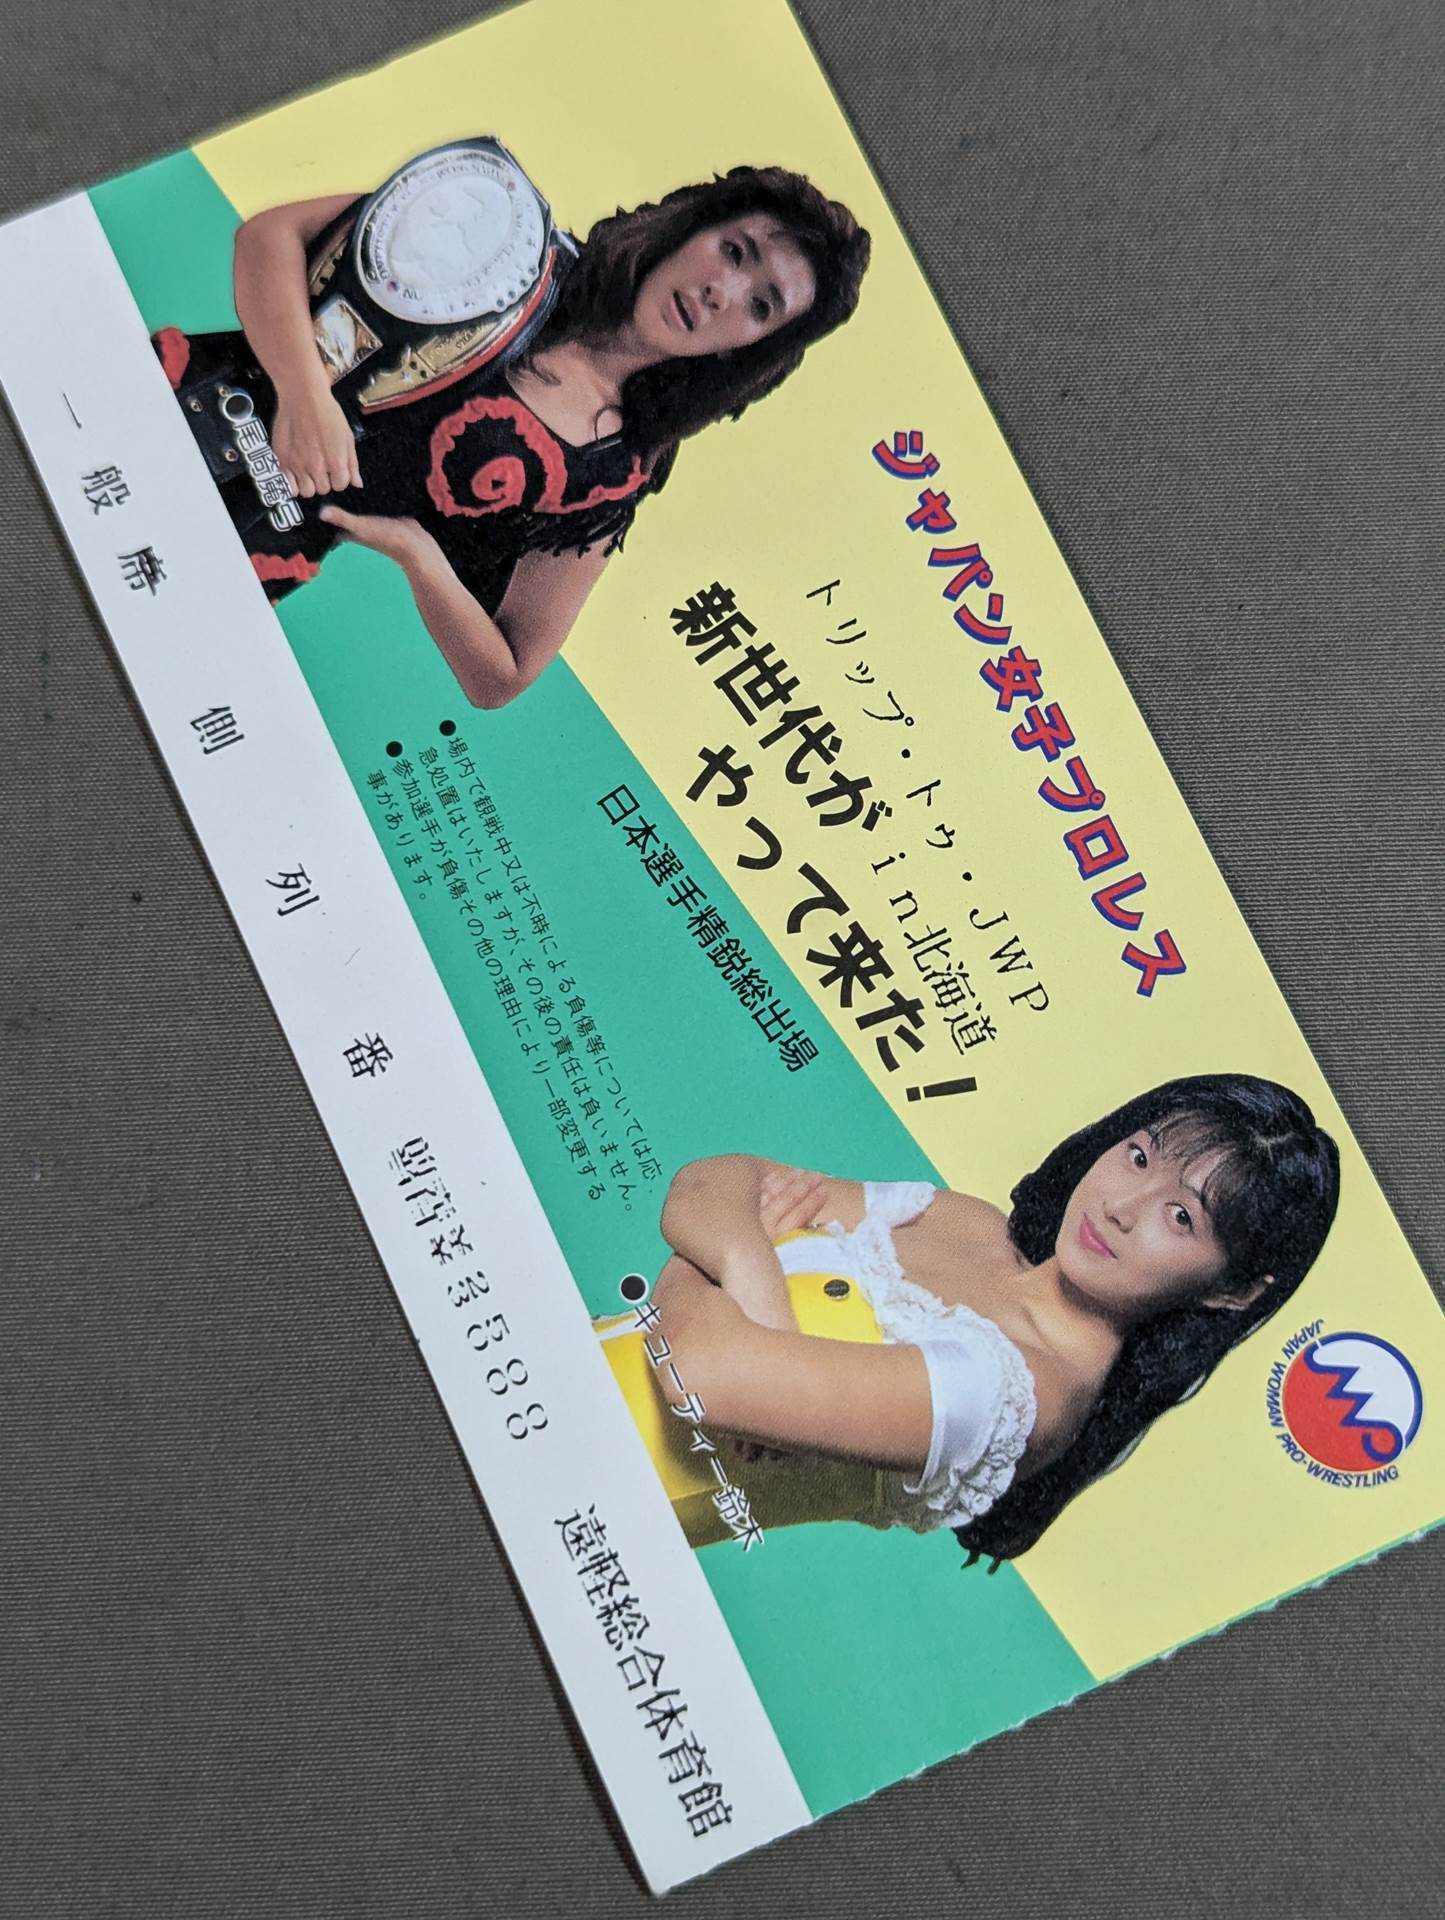 ジャパン女子プロレス
トリップ・トゥ・JWP
in北海道
新世代が
やって来た!
日本選手精鋭総出場
●場内で観戦中又は不時による負傷等については応
急処置はいたしますが、その後の責任は負いません。
●参加選手が負傷その他の理由により一部変更する
事があります。
●尾崎魔弓
●キューティー鈴木
JAPAN WOMAN PRO-WRESTLING
JWP
一般席 側 列 番
3588
遠軽総合体育館